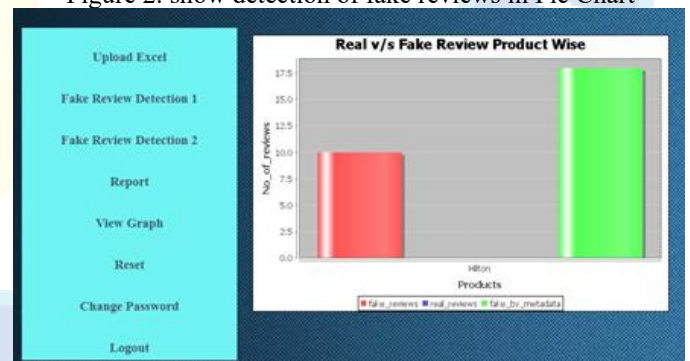 Figure 2: show detection of fake reviews in Pie Chart
Upload Excel
Fake Review Detection 1
Fake Review Detection 2
Report
View Graph
Reset
Change Password
Logout
Real v/s Fake Review Product Wise
No_of_reviews
17.5
15.0
12.5
10.0
7.5
5.0
2.5
0.0
Hilton
Products
fake_reviews real_reviews fake_by_metadata